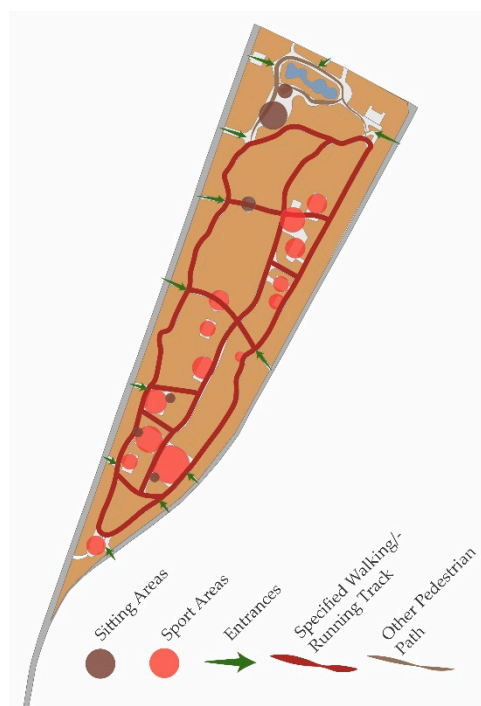 Sitting Areas
Sport Areas
Entrances
Specified Walking/-
Running Track
Other Pedestrian
Path